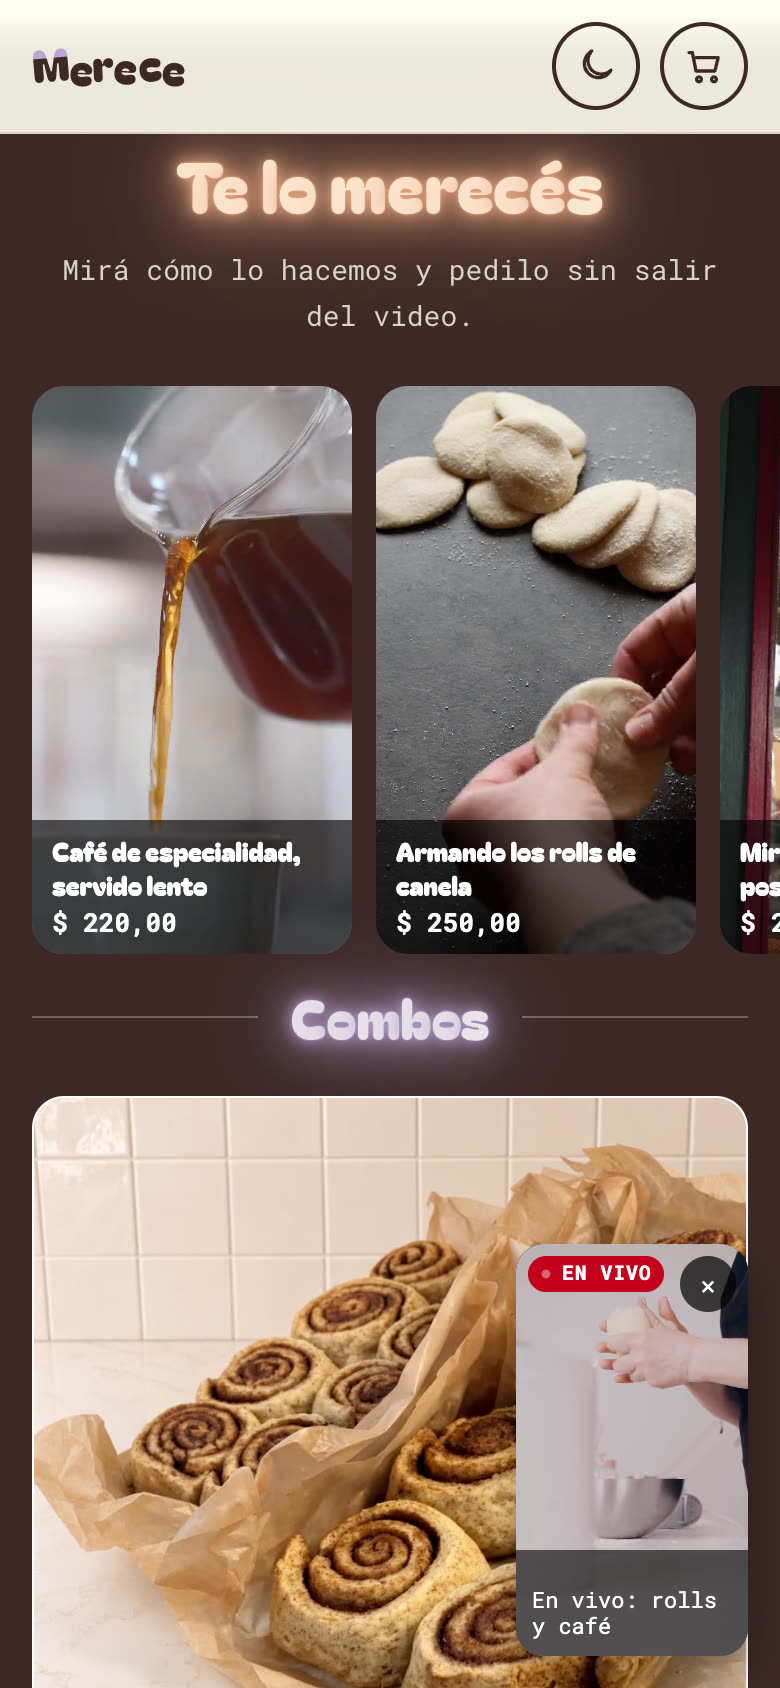 Merece
Te lo merecés
Mirá cómo lo hacemos y pedilo sin salir
del video.
Café de especialidad,
servido lento
$ 220,00
Armando los rolls de
canela
$ 250,00
Combos
EN VIVO
En vivo: rolls
y café